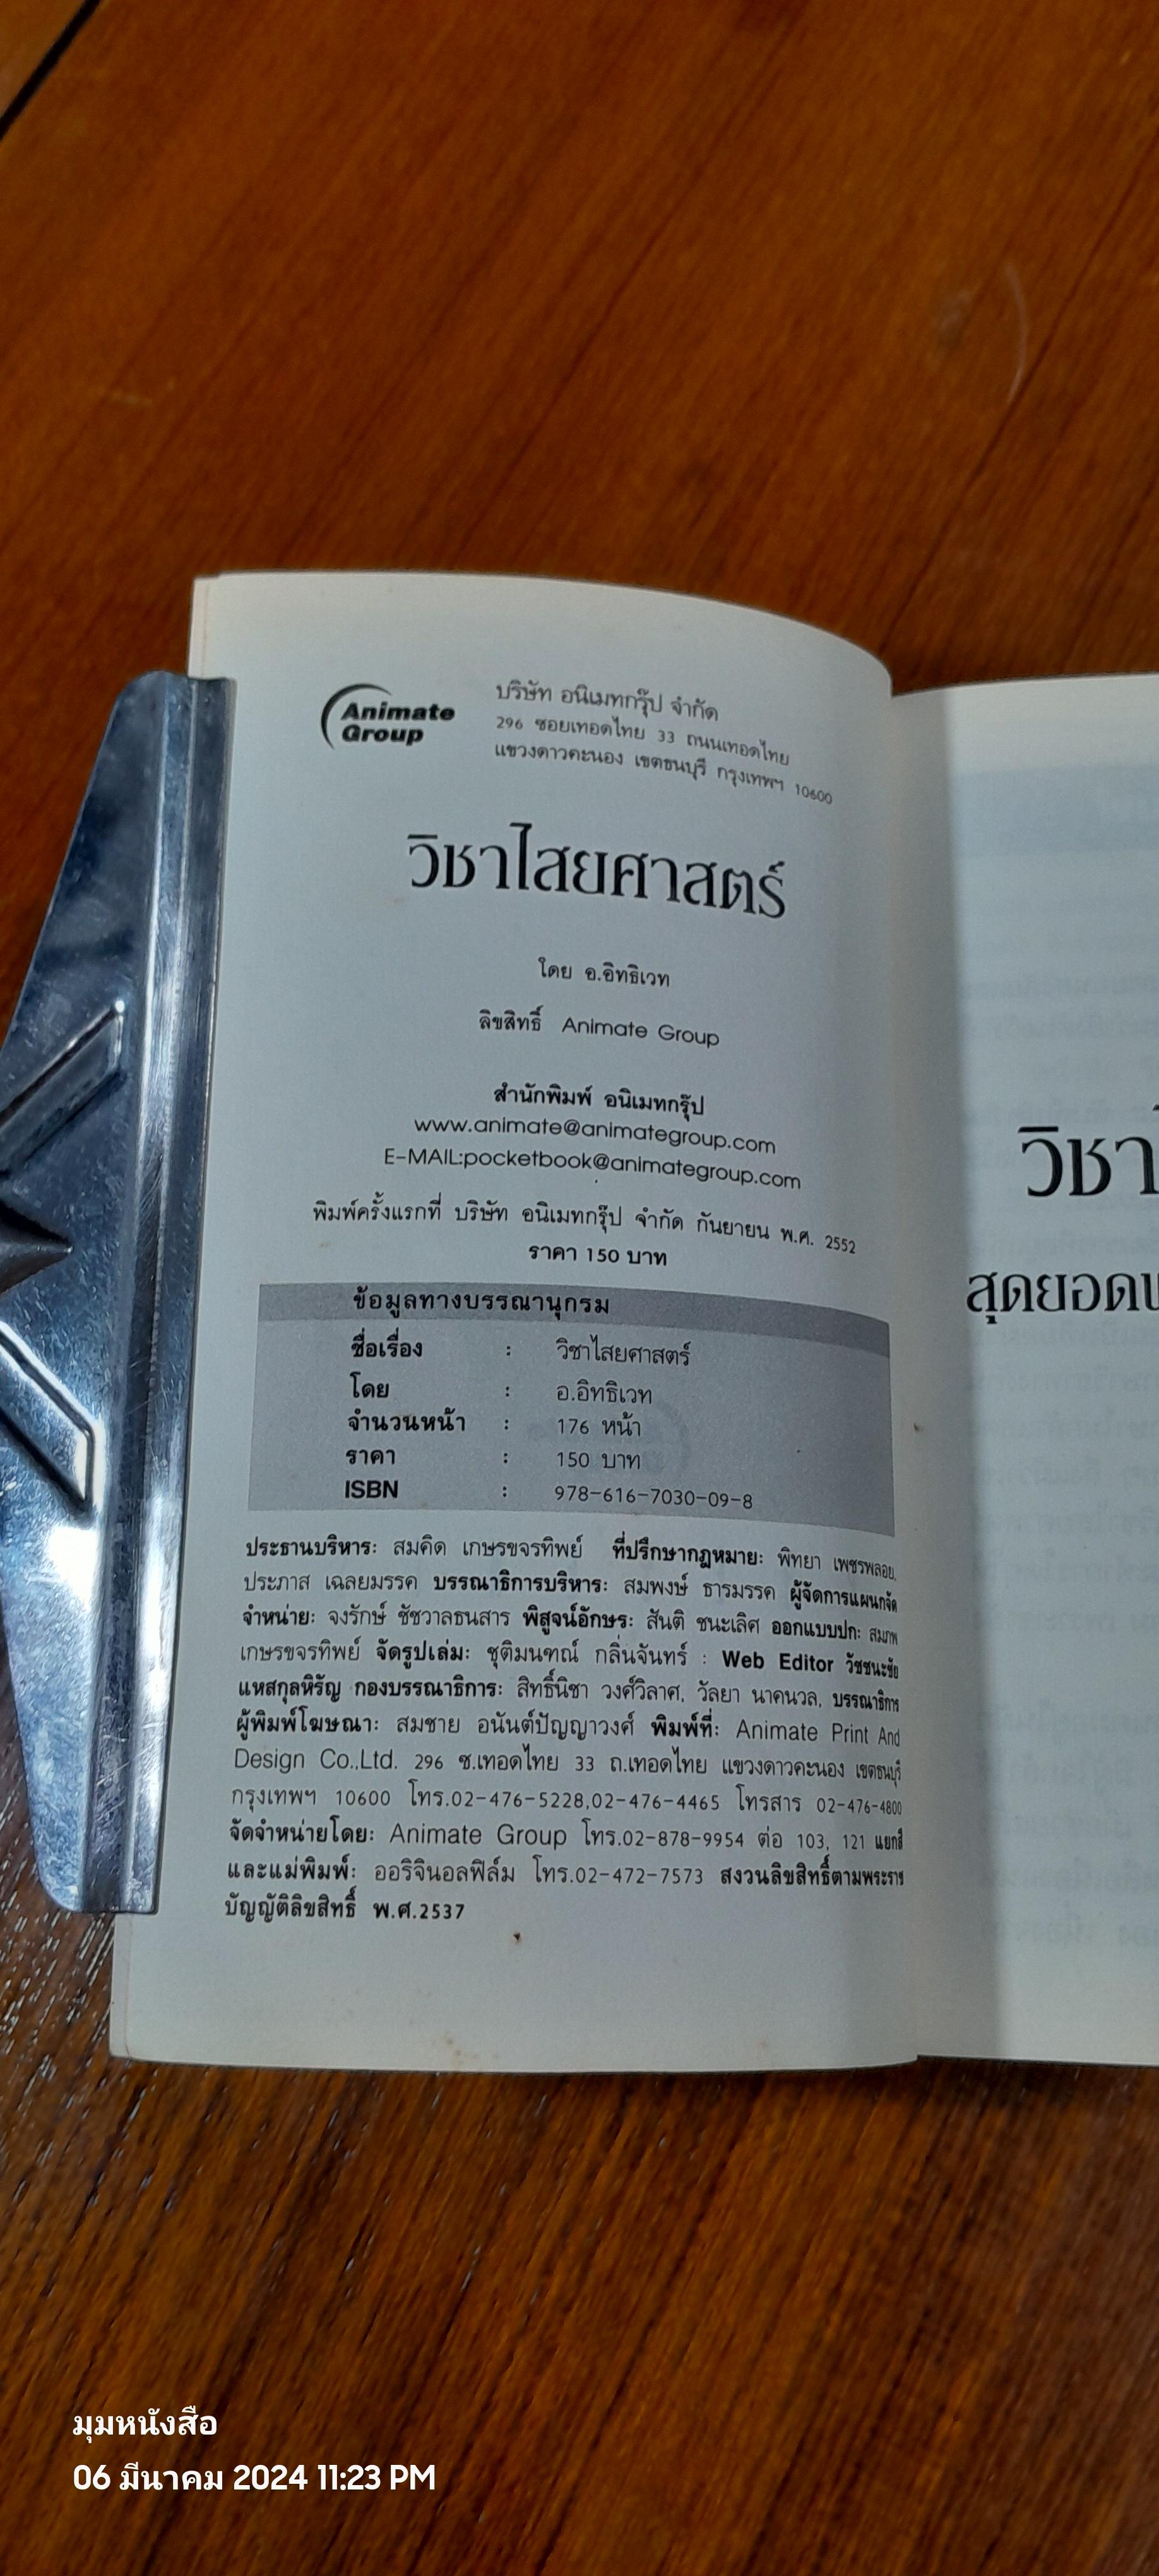 Animate
Group
บริษัท อนิเมทกรุ๊ป จำกัด
296 ซอยเทอดไทย 33 ถนนเทอดไทย
แขวงดาวคะนอง เขตธนบุรี กรุงเทพฯ 10600
วิชาไสยศาสตร์
โดย อ.อิทธิเวท
ลิขสิทธิ์ Animate Group
สำนักพิมพ์ อนิเมทกรุ๊ป
www.animate@animategroup.com
E-MAIL:pocketbook@animategroup.com
พิมพ์ครั้งแรกที่ บริษัท อนิเมทกรุ๊ป จำกัด กันยายน พ.ศ. 2552
ราคา 150 บาท
ข้อมูลทางบรรณานุกรม
ชื่อเรื่อง : วิชาไสยศาสตร์
โดย : อ.อิทธิเวท
จำนวนหน้า : 176 หน้า
ราคา : 150 บาท
ISBN : 978-616-7030-09-8
ประธานบริหาร: สมคิด เกษรขจรทิพย์ ที่ปรึกษากฎหมาย: พิทยา เพชรพลอย,
ประภาส เฉลยมรรค บรรณาธิการบริหาร: สมพงษ์ ธารมรรค ผู้จัดการแผนกจัด
จำหน่าย: จงรักษ์ ชัชวาลธนสาร พิสูจน์อักษร: สันติ ชนะเลิศ ออกแบบปก: สมภพ
เกษรขจรทิพย์ จัดรูปเล่ม: ชุติมนฑณ์ กลิ่นจันทร์ : Web Editor วัชชนะชัย
แหสกุลหิรัญ กองบรรณาธิการ: สิทธิ์นิชา วงศ์วิลาศ, วัลยา นาคนวล, บรรณาธิการ
ผู้พิมพ์โฆษณา: สมชาย อนันต์ปัญญาวงศ์ พิมพ์ที่: Animate Print And
Design Co.,Ltd. 296 ซ.เทอดไทย 33 ถ.เทอดไทย แขวงดาวคะนอง เขตธนบุรี
กรุงเทพฯ 10600 โทร.02-476-5228,02-476-4465 โทรสาร 02-476-4800
จัดจำหน่ายโดย: Animate Group โทร.02-878-9954 ต่อ 103, 121 แยกสี
และแม่พิมพ์: ออริจินอลฟิล์ม โทร.02-472-7573 สงวนลิขสิทธิ์ตามพระราช
บัญญัติลิขสิทธิ์ พ.ศ.2537
วิชา
สุดยอด
มุมหนังสือ
06 มีนาคม 2024 11:23 PM